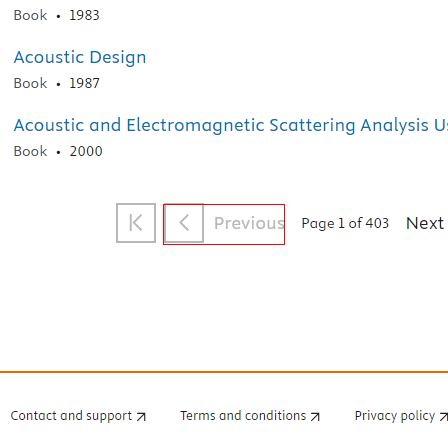 Book • 1983
Acoustic Design
Book • 1987
Acoustic and Electromagnetic Scattering Analysis
Book • 2000
Previous Page 1 of 403 Next
Contact and support Terms and conditions Privacy policy